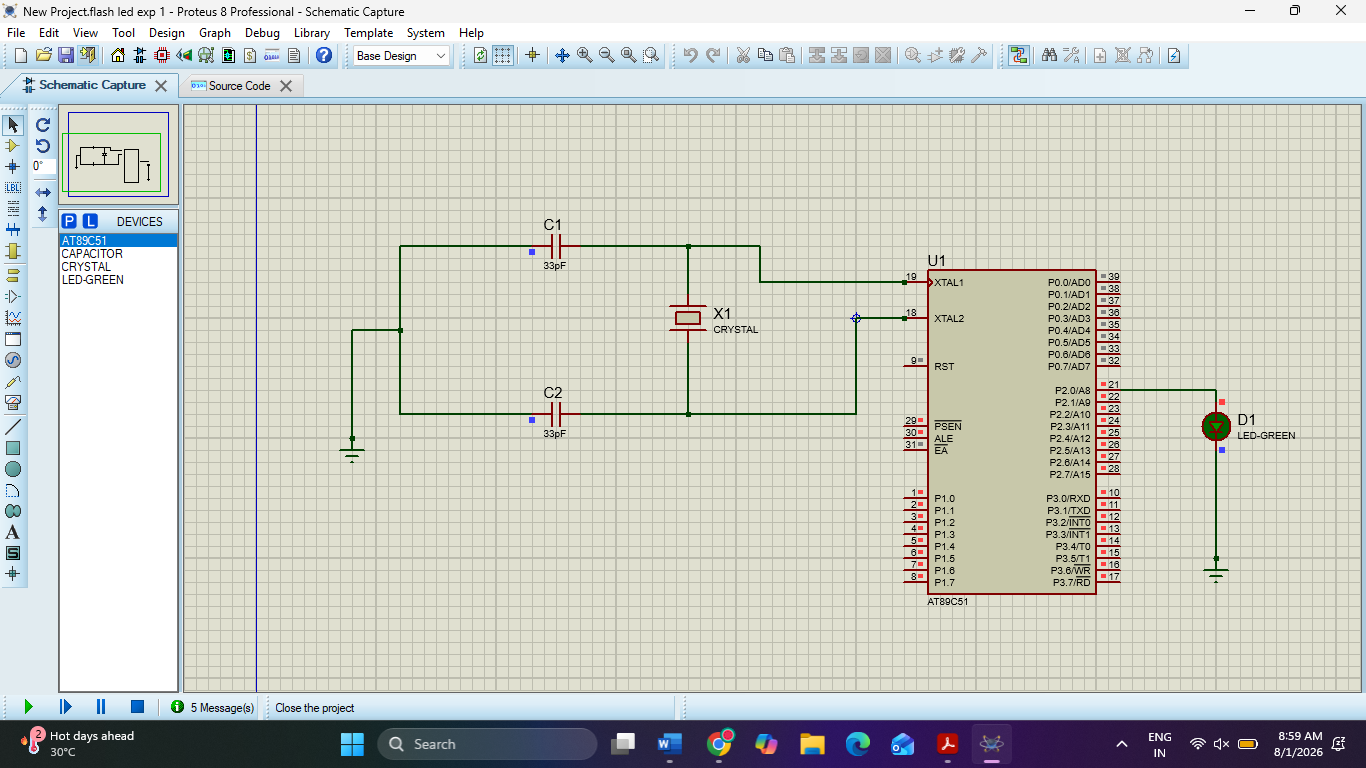 New Project.flash led exp 1 - Proteus 8 Professional - Schematic Capture
File Edit View Tool Design Graph Debug Library Template System Help
Base Design
Schematic Capture
Source Code
0°
P L DEVICES
AT89C51
CAPACITOR
CRYSTAL
LED-GREEN
LBL
A
S
C1
33pF
X1
CRYSTAL
C2
33pF
U1
19 XTAL1
18 XTAL2
9 RST
29 PSEN
30 ALE
31 EA
1 P1.0
2 P1.1
3 P1.2
4 P1.3
5 P1.4
6 P1.5
7 P1.6
8 P1.7
P0.0/AD0 39
P0.1/AD1 38
P0.2/AD2 37
P0.3/AD3 36
P0.4/AD4 35
P0.5/AD5 34
P0.6/AD6 33
P0.7/AD7 32
P2.0/A8 21
P2.1/A9 22
P2.2/A10 23
P2.3/A11 24
P2.4/A12 25
P2.5/A13 26
P2.6/A14 27
P2.7/A15 28
P3.0/RXD 10
P3.1/TXD 11
P3.2/INT0 12
P3.3/INT1 13
P3.4/T0 14
P3.5/T1 15
P3.6/WR 16
P3.7/RD 17
AT89C51
D1
LED-GREEN
5 Message(s)
Close the project
2
Hot days ahead
30°C
Search
ENG
IN
8:59 AM
8/1/2026